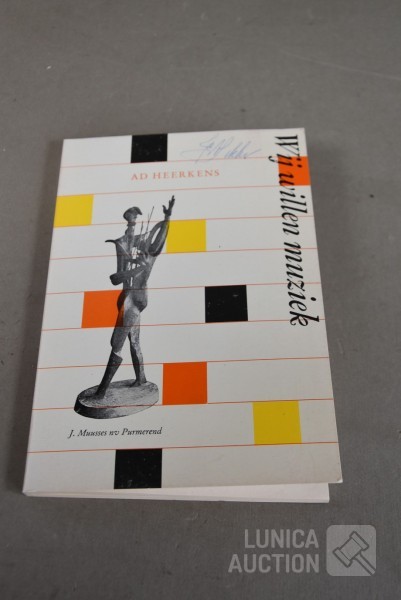 AD HEERKENS
Wij willen muziek
J. Muusses nv Purmerend
LUNICA
AUCTION